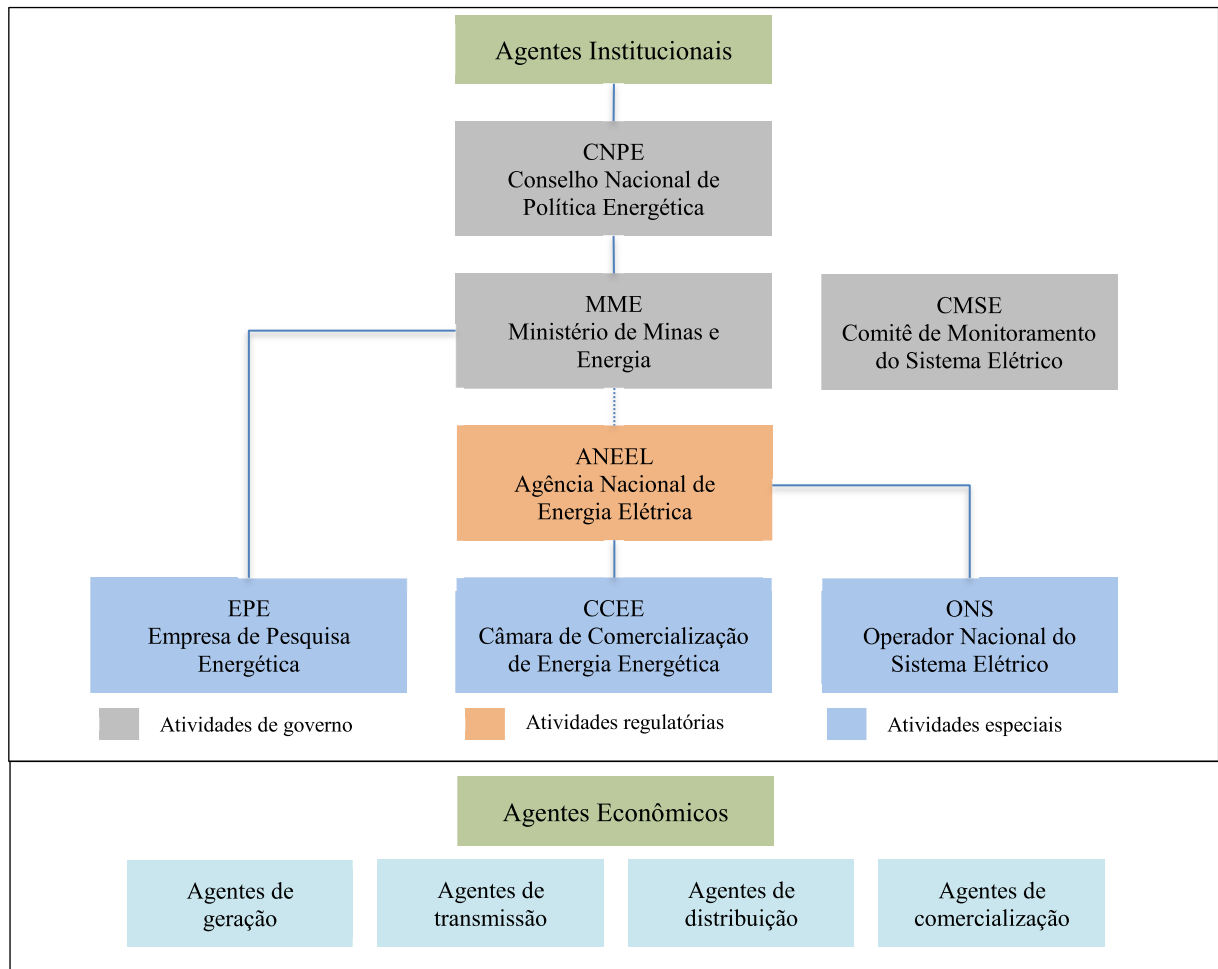 Agentes Institucionais
CNPE
Conselho Nacional de
Política Energética
MME
Ministério de Minas e
Energia
CMSE
Comitê de Monitoramento
do Sistema Elétrico
ANEEL
Agência Nacional de
Energia Elétrica
EPE
Empresa de Pesquisa
Energética
CCEE
Câmara de Comercialização
de Energia Energética
ONS
Operador Nacional do
Sistema Elétrico
Atividades de governo
Atividades regulatórias
Atividades especiais
Agentes Econômicos
Agentes de
geração
Agentes de
transmissão
Agentes de
distribuição
Agentes de
comercialização